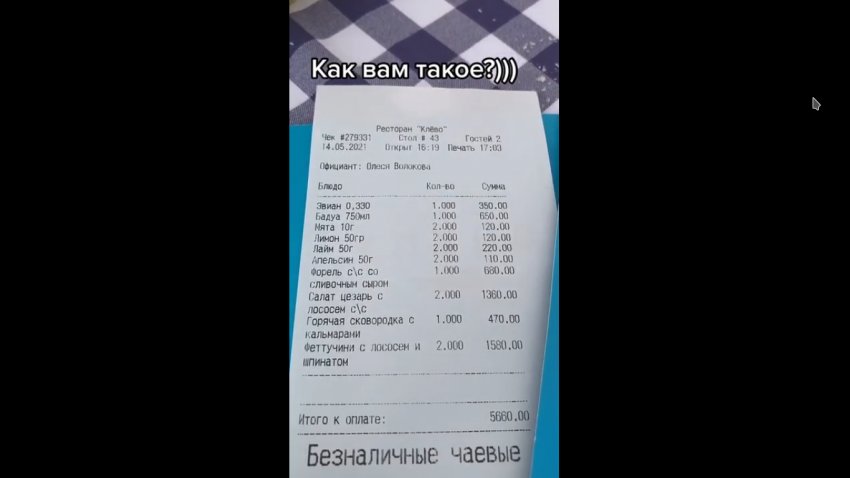 Как вам такое?)))
Ресторан "Клёво"
Чек #279331 Стол # 43 Гостей 2
14.05.2021 Открыт 16:19 Печать 17:03
Официант: Олеся Волокова
Блюдо Кол-во Сумма
Эвиан 0,330 1.000 350.00
Бадуа 750мл 1.000 650.00
Мята 10г 2.000 120.00
Лимон 50гр 2.000 120.00
Лайм 50г 2.000 220.00
Апельсин 50г 2.000 110.00
Форель с\с со 1.000 680.00
сливочным сыром
Салат цезарь с 2.000 1360.00
лососем с\с
Горячая сковородка с 1.000 470.00
кальмарами
Феттучини с лососем и 2.000 1580.00
шпинатом
Итого к оплате: 5660.00
Безналичные чаевые